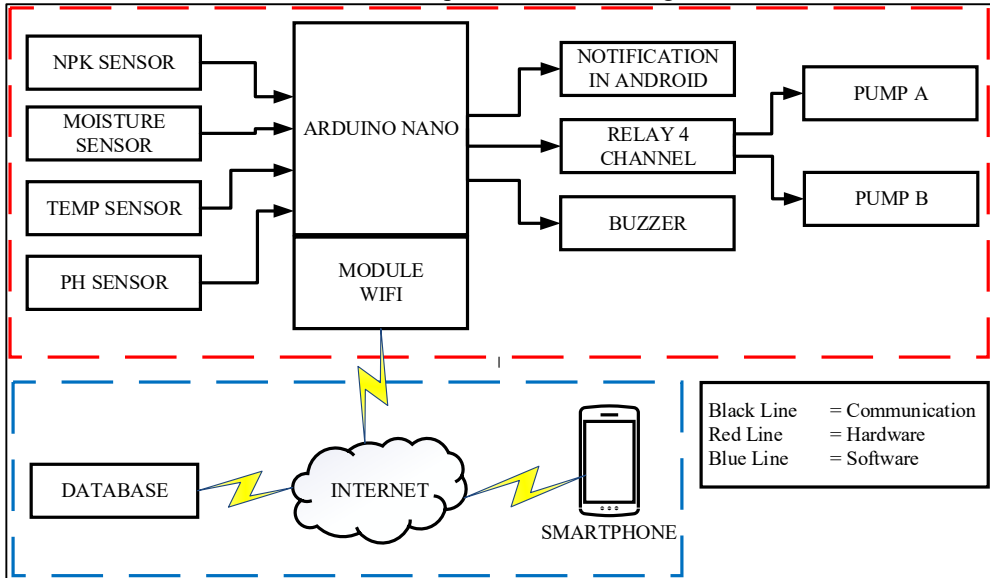 NPK SENSOR
MOISTURE
SENSOR
TEMP SENSOR
PH SENSOR
ARDUINO NANO
MODULE
WIFI
NOTIFICATION
IN ANDROID
RELAY 4
CHANNEL
BUZZER
PUMP A
PUMP B
DATABASE
INTERNET
SMARTPHONE
Black Line = Communication
Red Line = Hardware
Blue Line = Software